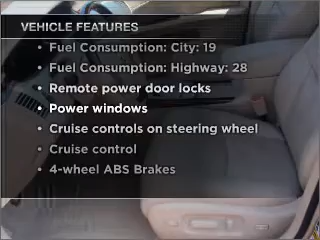 VEHICLE FEATURES
• Fuel Consumption: City: 19
• Fuel Consumption: Highway: 28
• Remote power door locks
• Power windows
• Cruise controls on steering wheel
• Cruise control
• 4-wheel ABS Brakes